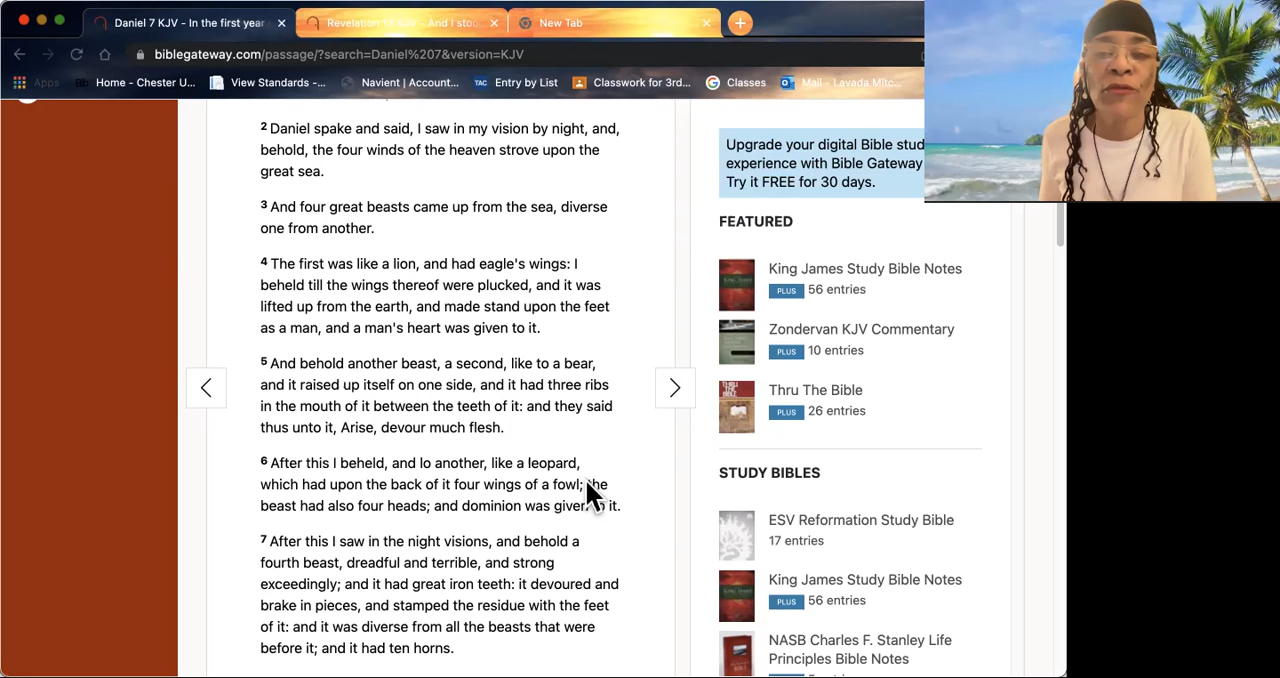 Daniel 7 KJV - In the first year
Revelation 13 KJV - And I stoo
New Tab
biblegateway.com/passage/?search=Daniel%207&version=KJV
Apps
Bb Home - Chester U...
View Standards -...
Navient | Account...
TAC Entry by List
Classwork for 3rd...
Classes
Mail - Lavada Mitc...
2 Daniel spake and said, I saw in my vision by night, and,
behold, the four winds of the heaven strove upon the
great sea.
3 And four great beasts came up from the sea, diverse
one from another.
4 The first was like a lion, and had eagle's wings: I
beheld till the wings thereof were plucked, and it was
lifted up from the earth, and made stand upon the feet
as a man, and a man's heart was given to it.
5 And behold another beast, a second, like to a bear,
and it raised up itself on one side, and it had three ribs
in the mouth of it between the teeth of it: and they said
thus unto it, Arise, devour much flesh.
6 After this I beheld, and lo another, like a leopard,
which had upon the back of it four wings of a fowl; the
beast had also four heads; and dominion was given to it.
7 After this I saw in the night visions, and behold a
fourth beast, dreadful and terrible, and strong
exceedingly; and it had great iron teeth: it devoured and
brake in pieces, and stamped the residue with the feet
of it: and it was diverse from all the beasts that were
before it; and it had ten horns.
Upgrade your digital Bible stud
experience with Bible Gateway
Try it FREE for 30 days.
FEATURED
King James Study Bible Notes
PLUS 56 entries
Zondervan KJV Commentary
PLUS 10 entries
Thru The Bible
PLUS 26 entries
STUDY BIBLES
ESV Reformation Study Bible
17 entries
King James Study Bible Notes
PLUS 56 entries
NASB Charles F. Stanley Life
Principles Bible Notes